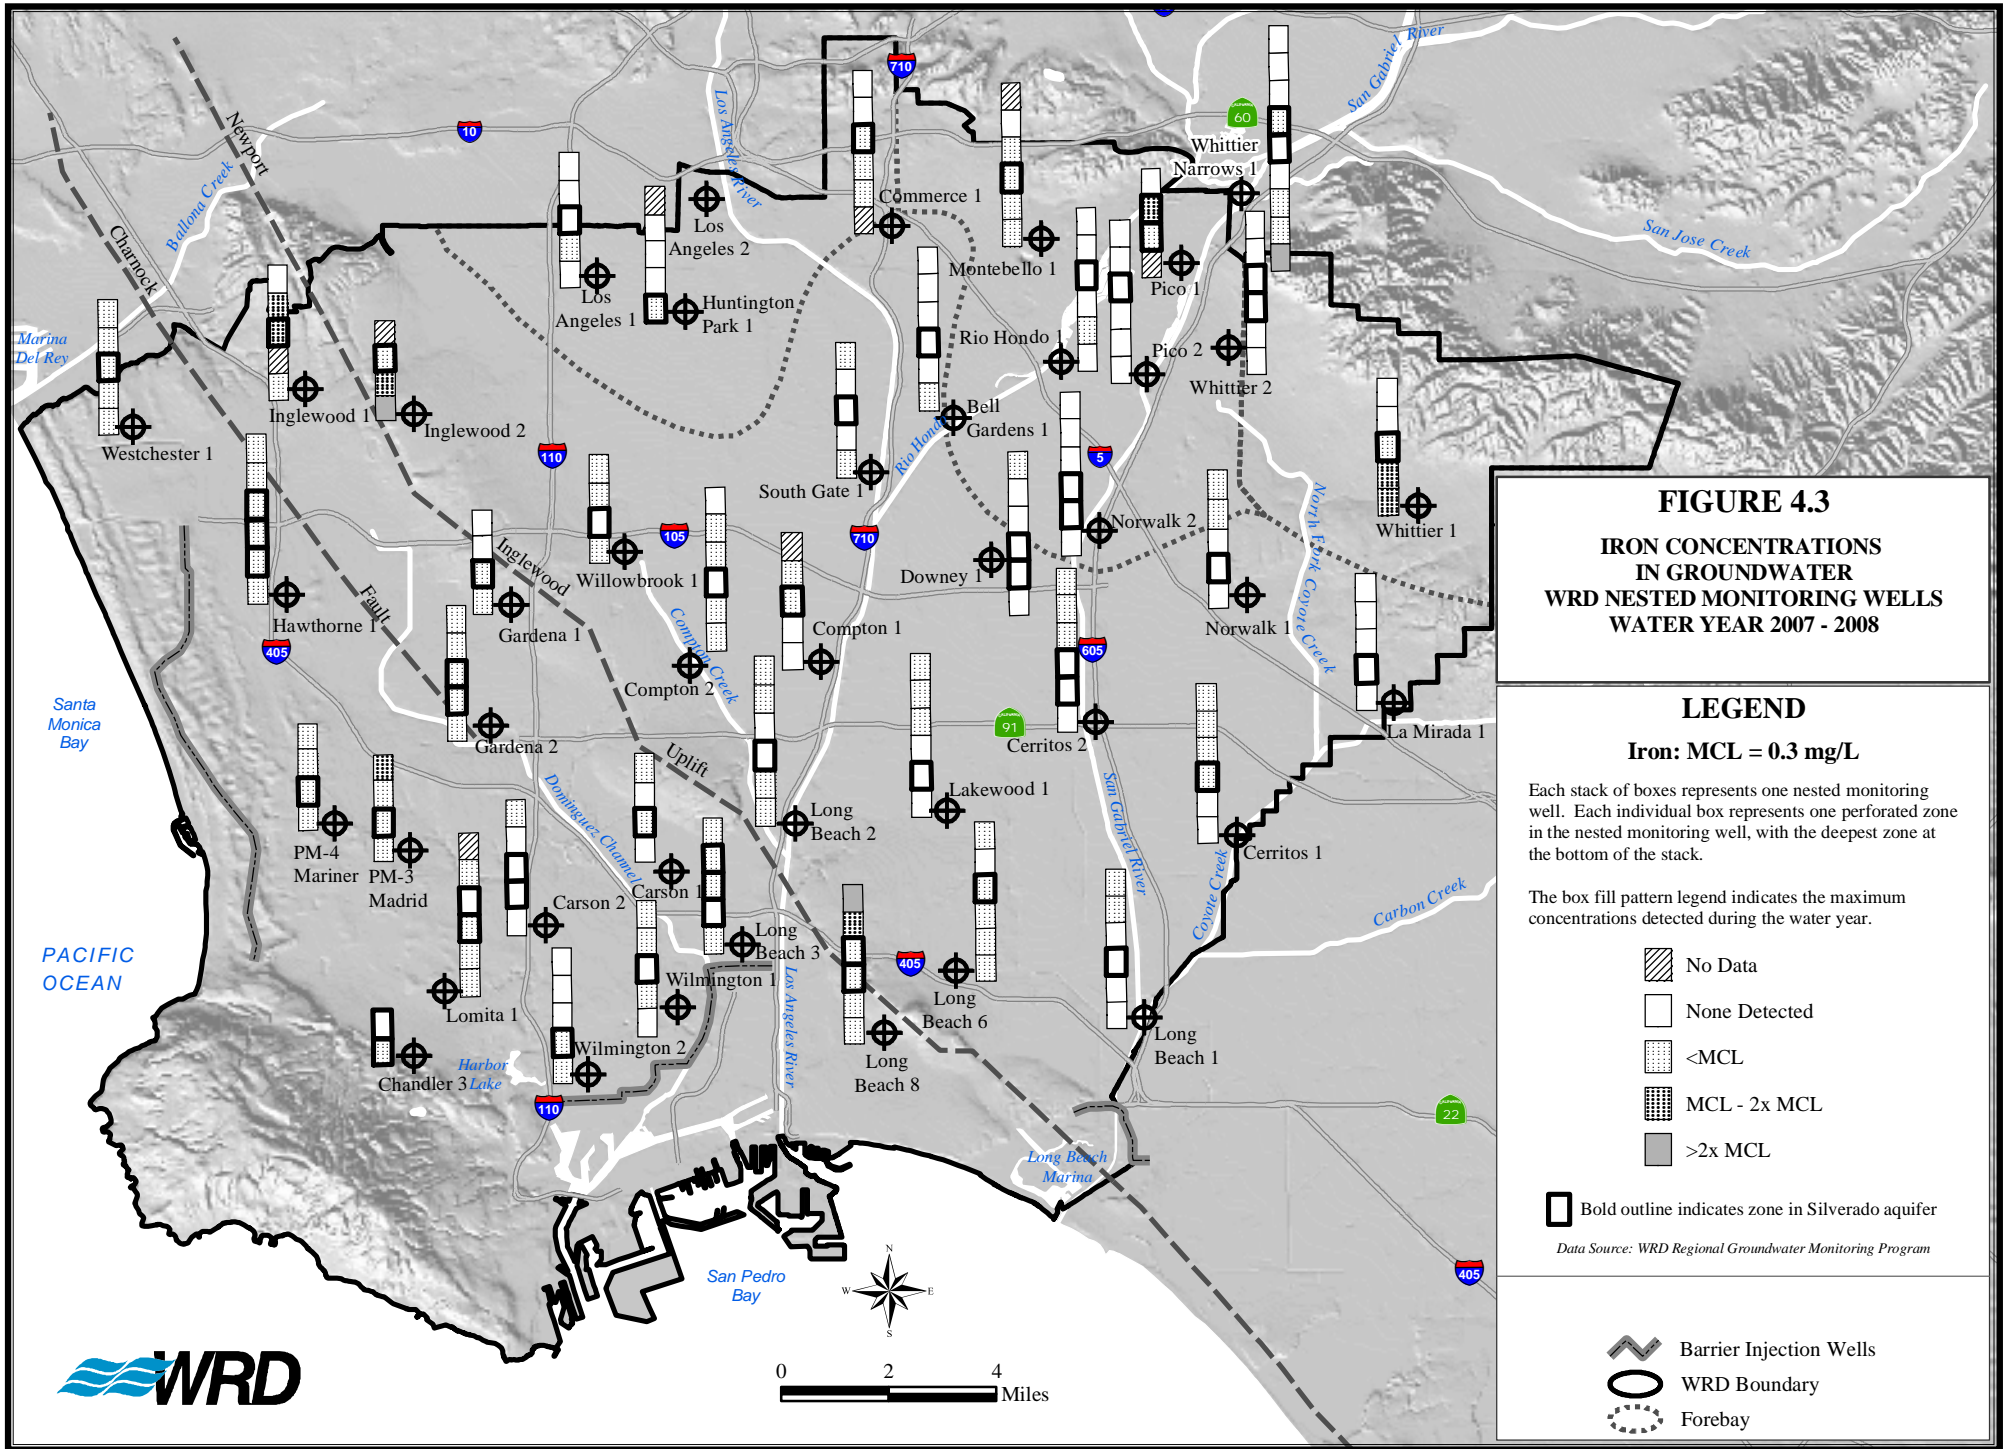 710
10
60
Los Angeles River
San Gabriel River
Newport
Ballona Creek
Charnock
Whittier
Narrows 1
Commerce 1
Los
Angeles 2
San Jose Creek
Montebello 1
Pico 1
Los
Angeles 1
Huntington
Park 1
Marina
Del Rey
Rio Hondo 1
Pico 2
Whittier 2
Inglewood 1
Inglewood 2
Bell
Gardens 1
Westchester 1
Rio Hondo
110
5
South Gate 1
Whittier 1
North Fork Coyote Creek
Norwalk 2
105
710
Inglewood
Willowbrook 1
Downey 1
Fault
Hawthorne 1
Gardena 1
Compton 1
Norwalk 1
Compton Creek
405
605
Compton 2
Santa
Monica
Bay
Gardena 2
91
Cerritos 2
La Mirada 1
Uplift
Dominguez Channel
Lakewood 1
San Gabriel River
Long
Beach 2
PM-4
Mariner
PM-3
Madrid
Cerritos 1
Carson 1
Carson 2
Coyote Creek
Carbon Creek
Long
Beach 3
405
PACIFIC
OCEAN
Wilmington 1
Los Angeles River
Long
Beach 6
Lomita 1
Wilmington 2
Long
Beach 1
Harbor
Lake
Chandler 3
Long
Beach 8
110
22
Long Beach
Marina
San Pedro
Bay
N
W
E
S
405
WRD
0 2 4
Miles
FIGURE 4.3
IRON CONCENTRATIONS
IN GROUNDWATER
WRD NESTED MONITORING WELLS
WATER YEAR 2007 - 2008
LEGEND
Iron: MCL = 0.3 mg/L
Each stack of boxes represents one nested monitoring
well. Each individual box represents one perforated zone
in the nested monitoring well, with the deepest zone at
the bottom of the stack.
The box fill pattern legend indicates the maximum
concentrations detected during the water year.
No Data
None Detected
<MCL
MCL - 2x MCL
>2x MCL
Bold outline indicates zone in Silverado aquifer
Data Source: WRD Regional Groundwater Monitoring Program
Barrier Injection Wells
WRD Boundary
Forebay